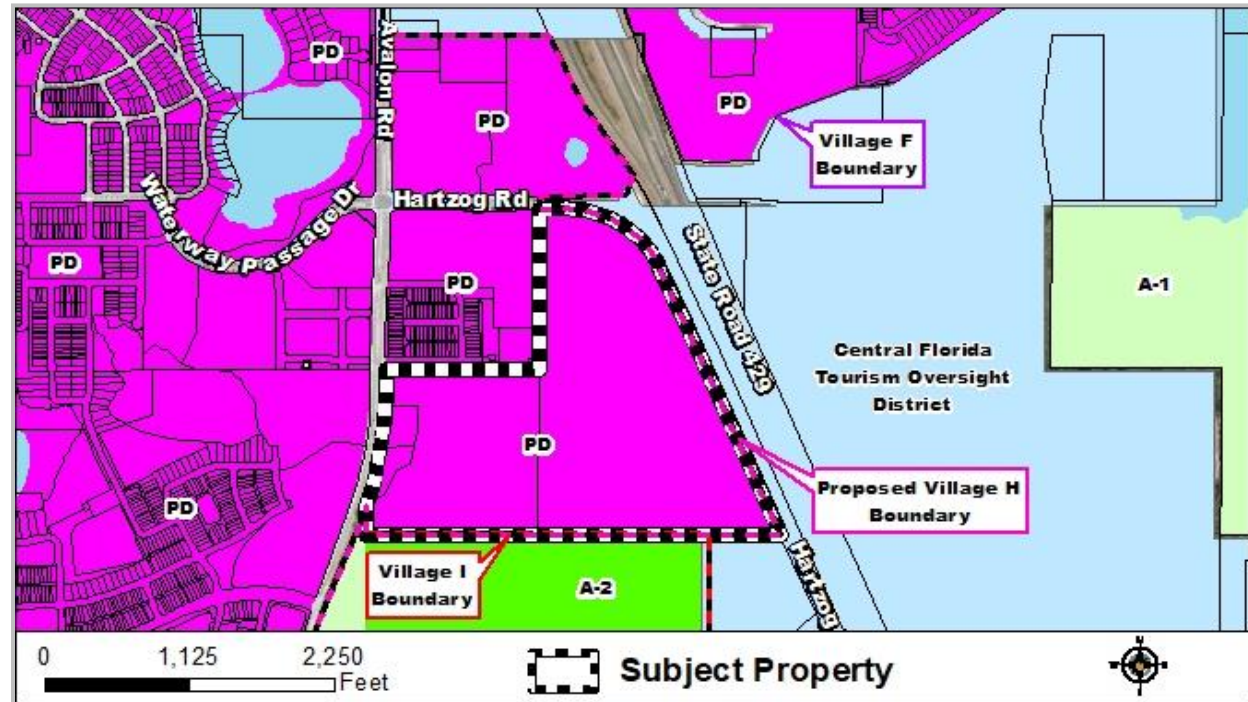 PD
Avalon Rd
PD
PD
Village F
Boundary
Waterway Passage Dr
Hartzog Rd
PD
PD
State Road 429
A-1
Central Florida
Tourism Oversight
District
PD
Proposed Village H
Boundary
PD
Hartzog
Village I
Boundary
A-2
0 1,125 2,250
Feet
Subject Property
N